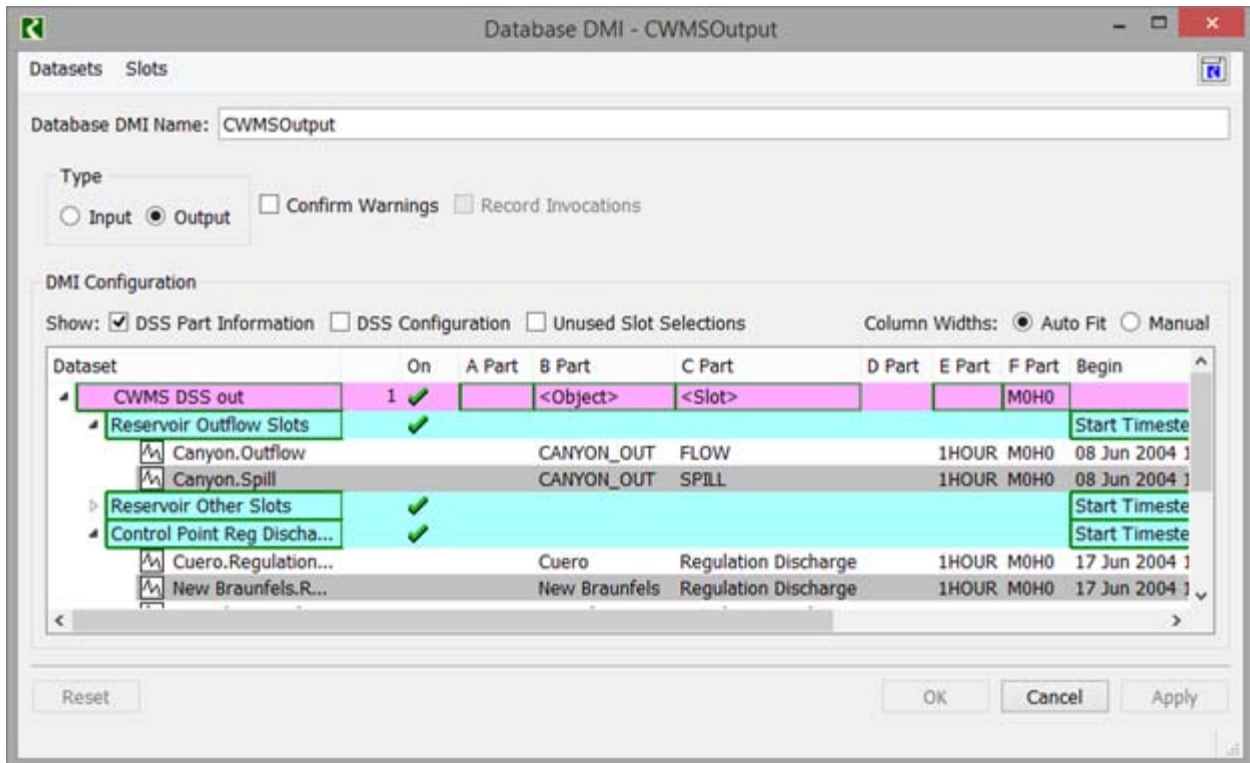 Database DMI - CWMSOutput
Datasets Slots
Database DMI Name: CWMSOutput
Type
Input Output Confirm Warnings Record Invocations
DMI Configuration
Show: DSS Part Information DSS Configuration Unused Slot Selections Column Widths: Auto Fit Manual
Dataset On A Part B Part C Part D Part E Part F Part Begin
CWMS DSS out 1 <Object> <Slot> M0H0
Reservoir Outflow Slots Start Timeste
Canyon.Outflow CANYON_OUT FLOW 1HOUR M0H0 08 Jun 2004 1
Canyon.Spill CANYON_OUT SPILL 1HOUR M0H0 08 Jun 2004 1
Reservoir Other Slots Start Timeste
Control Point Reg Discha... Start Timeste
Cuero.Regulation... Cuero Regulation Discharge 1HOUR M0H0 17 Jun 2004 1
New Braunfels.R... New Braunfels Regulation Discharge 1HOUR M0H0 17 Jun 2004 1
Reset OK Cancel Apply